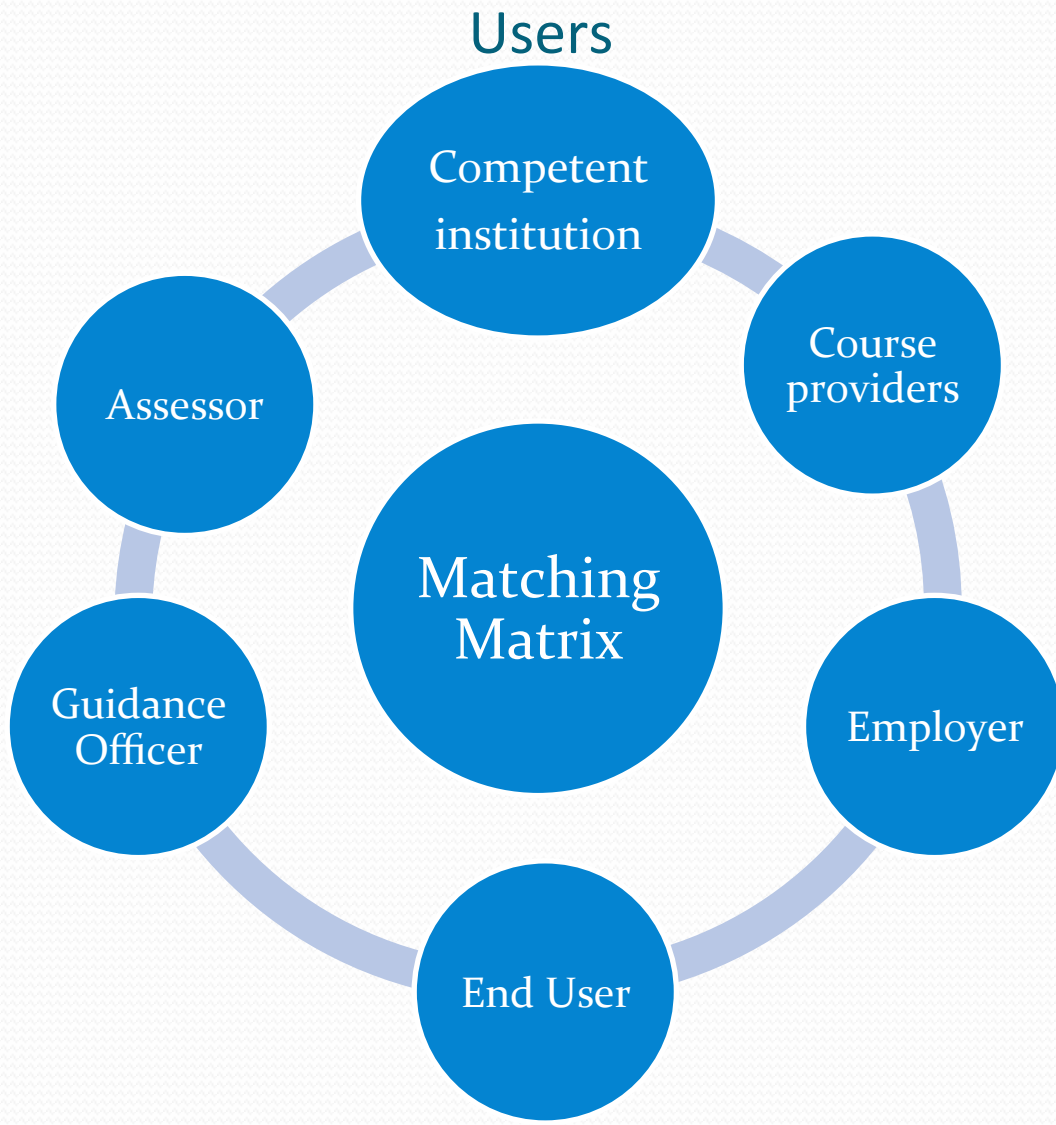 Users
Competent
institution
Course
providers
Assessor
Matching
Matrix
Guidance
Officer
Employer
End User